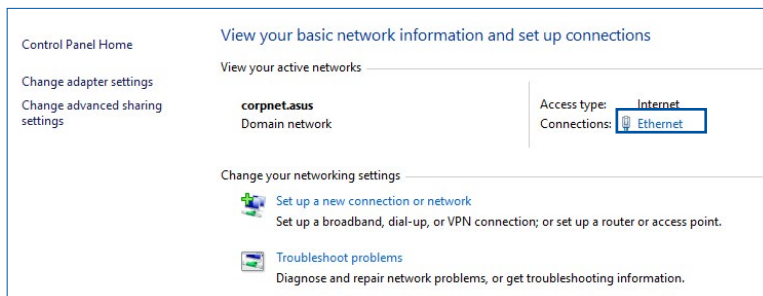 Control Panel Home
Change adapter settings
Change advanced sharing
settings
View your basic network information and set up connections
View your active networks
corpnet.asus
Domain network
Access type: Internet
Connections: Ethernet
Change your networking settings
Set up a new connection or network
Set up a broadband, dial-up, or VPN connection; or set up a router or access point.
Troubleshoot problems
Diagnose and repair network problems, or get troubleshooting information.